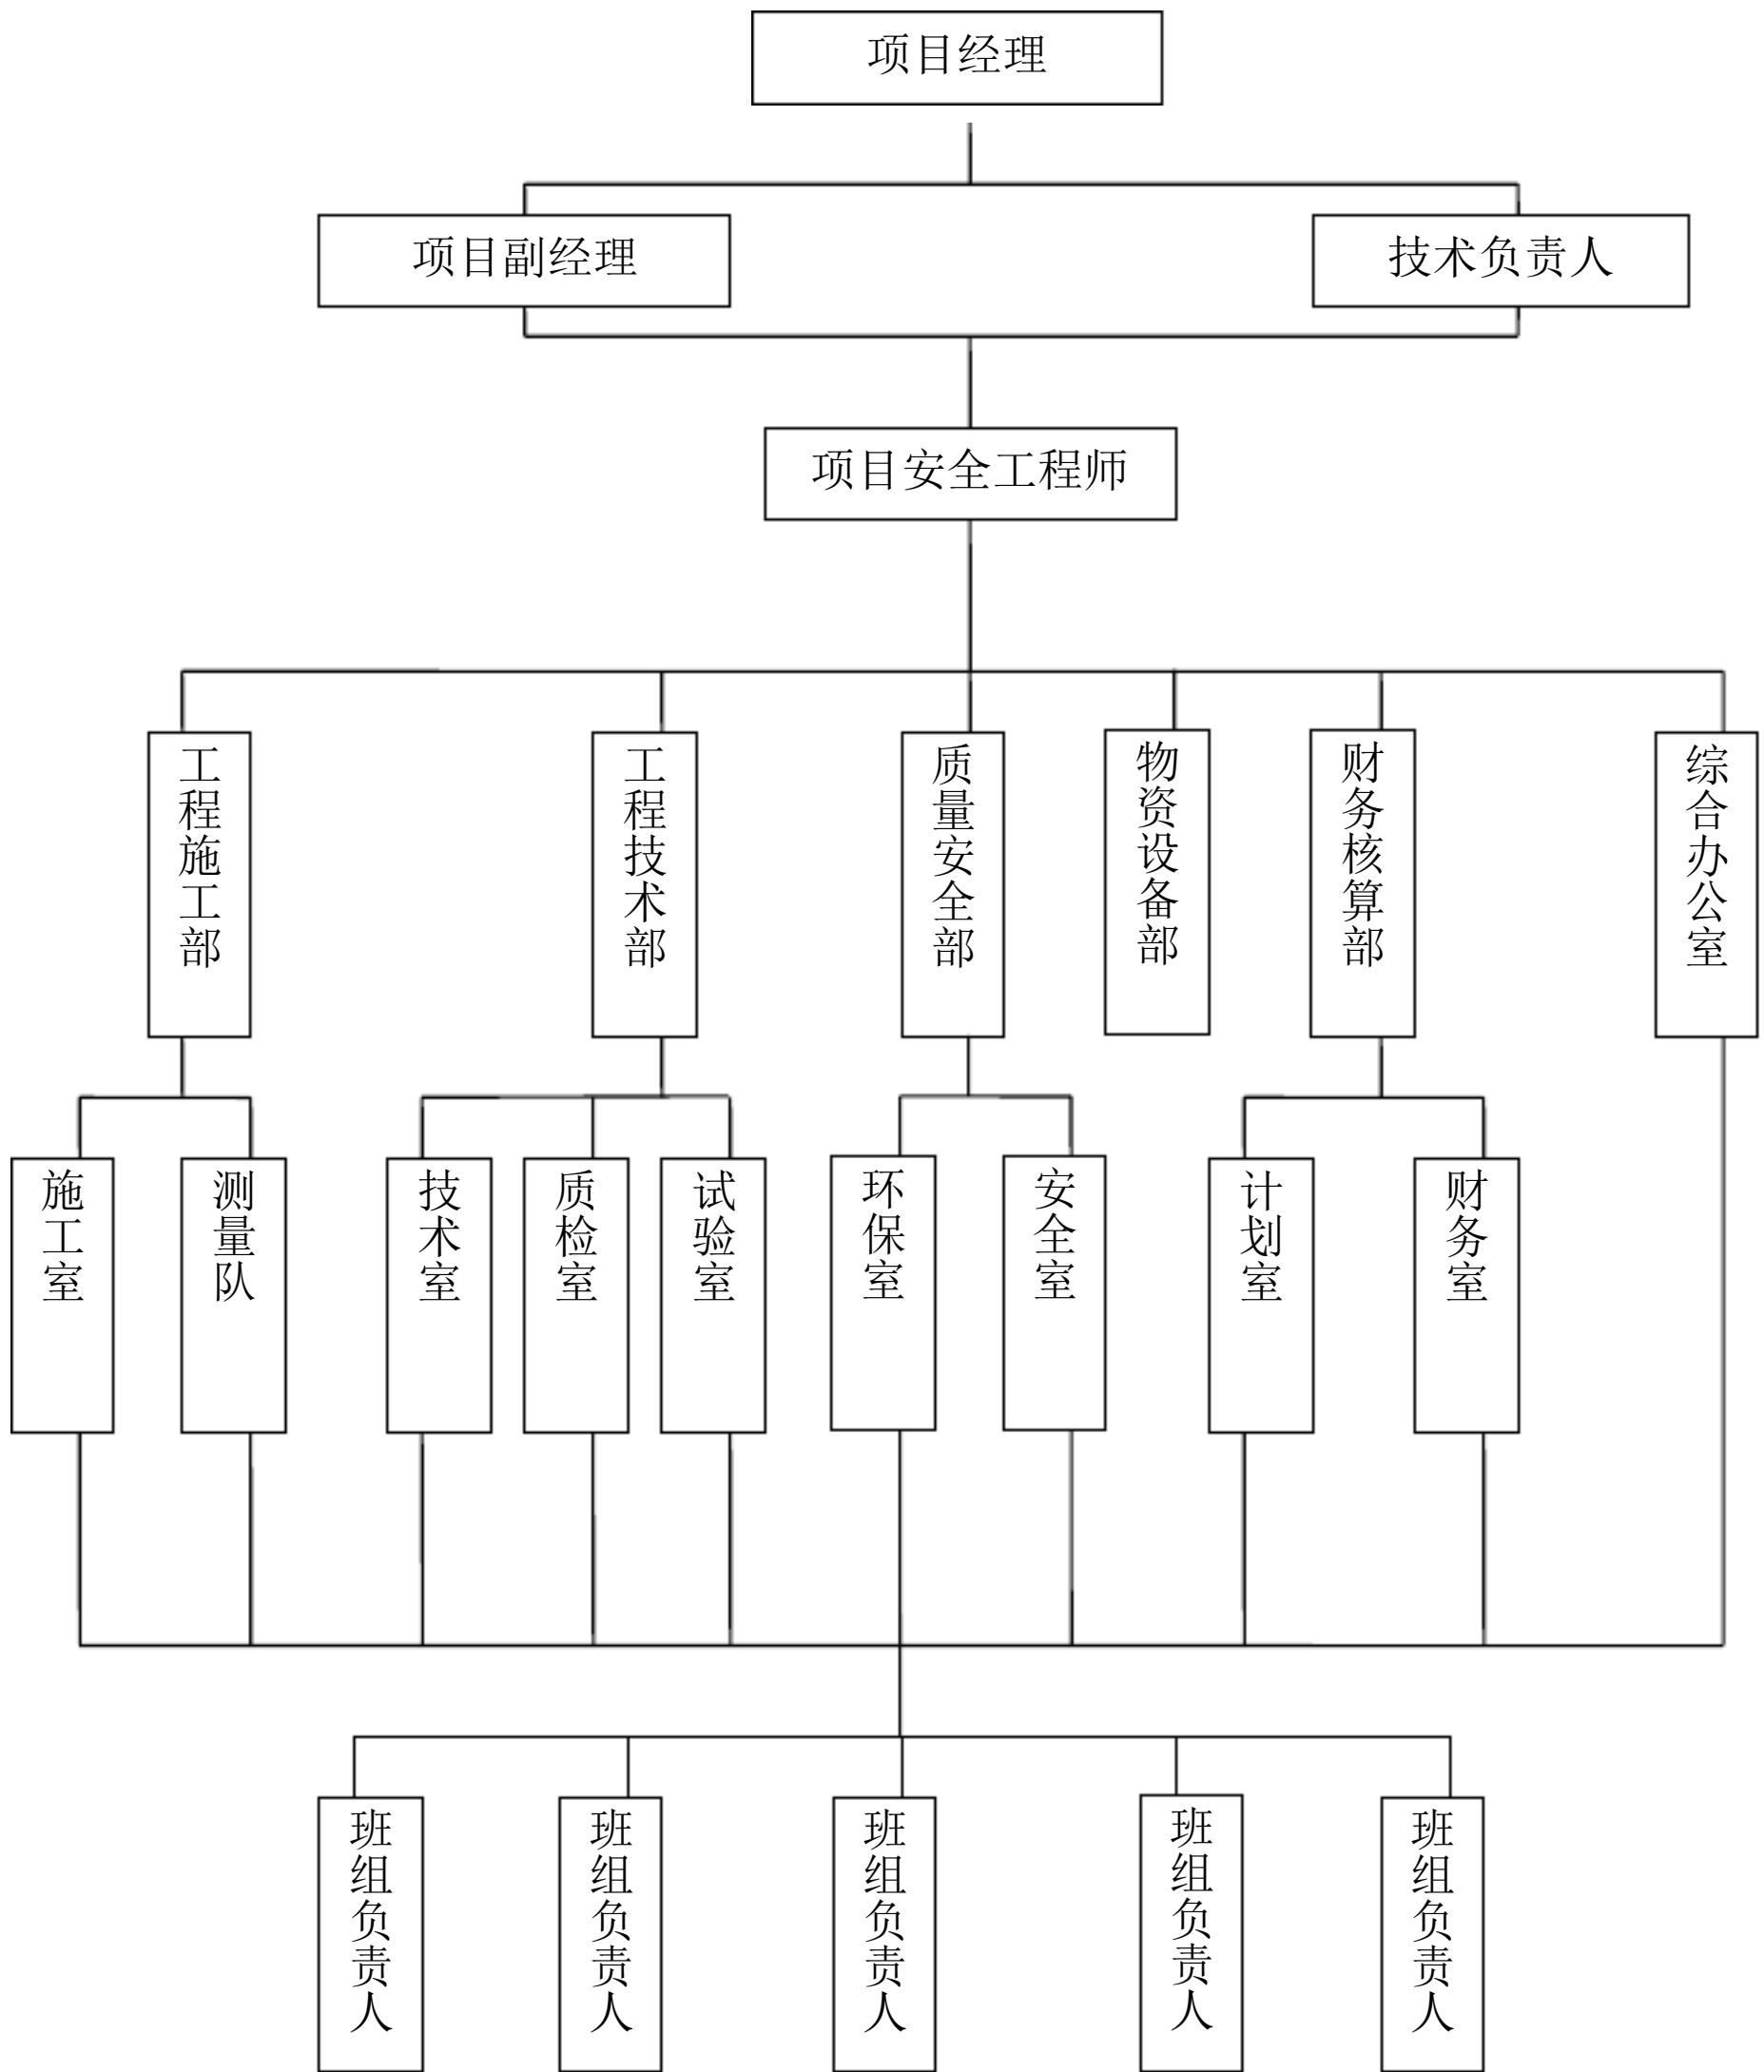 项目经理
项目副经理
技术负责人
项目安全工程师
工程施工部
工程技术部
质量安全部
物资设备部
财务核算部
综合办公室
施工室
测量队
技术室
质检室
试验室
环保室
安全室
计划室
财务室
班组负责人
班组负责人
班组负责人
班组负责人
班组负责人